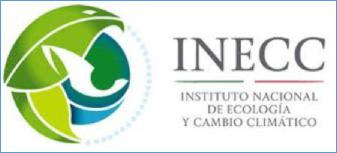 INECC
INSTITUTO NACIONAL
DE ECOLOGÍA
Y CAMBIO CLIMÁTICO